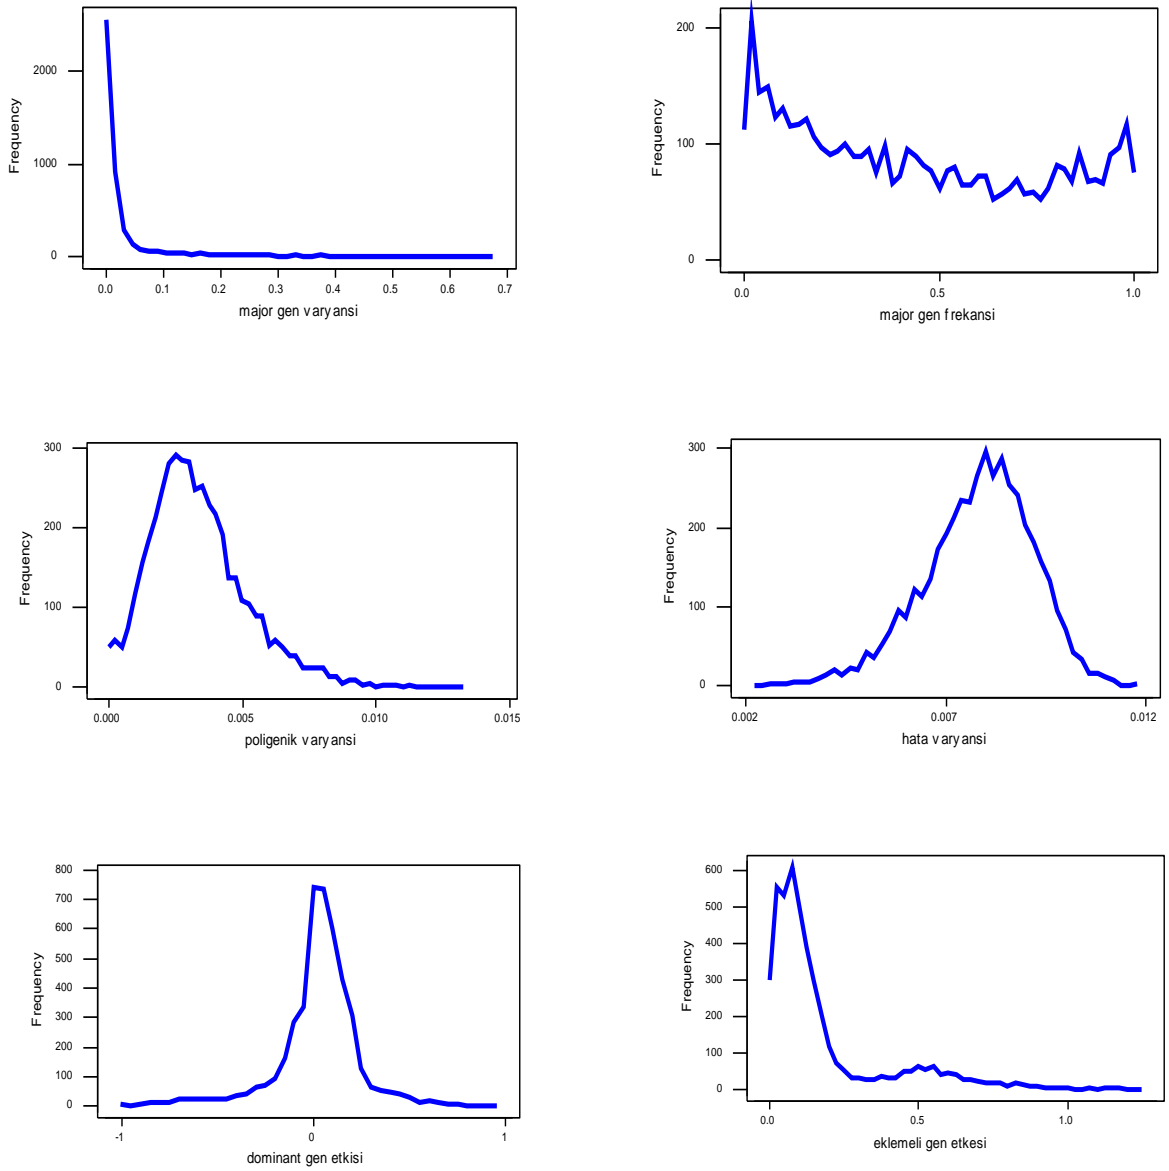 Frequency
2000
1000
0
0.0 0.1 0.2 0.3 0.4 0.5 0.6 0.7
major gen varyansi
Frequency
200
100
0
0.0 0.5 1.0
major gen frekansi
Frequency
300
200
100
0
0.000 0.005 0.010 0.015
poligenik varyansi
Frequency
300
200
100
0
0.002 0.007 0.012
hata varyansi
Frequency
800
700
600
500
400
300
200
100
0
-1 0 1
dominant gen etkisi
Frequency
600
500
400
300
200
100
0
0.0 0.5 1.0
eklemeli gen etkesi